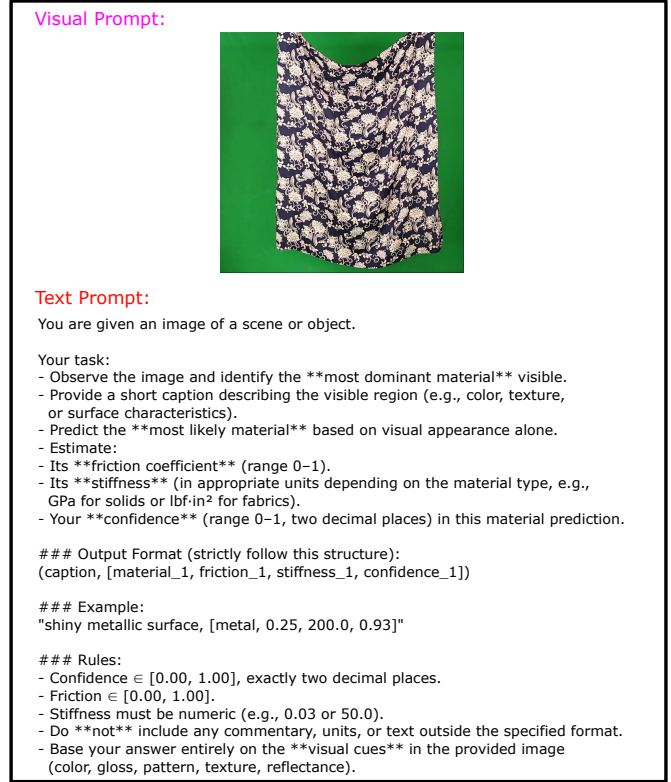 Visual Prompt:
Text Prompt:
You are given an image of a scene or object.
Your task:
- Observe the image and identify the **most dominant material** visible.
- Provide a short caption describing the visible region (e.g., color, texture,
or surface characteristics).
- Predict the **most likely material** based on visual appearance alone.
- Estimate:
- Its **friction coefficient** (range 0–1).
- Its **stiffness** (in appropriate units depending on the material type, e.g.,
GPa for solids or lbf·in² for fabrics).
- Your **confidence** (range 0–1, two decimal places) in this material prediction.
### Output Format (strictly follow this structure):
(caption, [material_1, friction_1, stiffness_1, confidence_1])
### Example:
"shiny metallic surface, [metal, 0.25, 200.0, 0.93]"
### Rules:
- Confidence ∈ [0.00, 1.00], exactly two decimal places.
- Friction ∈ [0.00, 1.00].
- Stiffness must be numeric (e.g., 0.03 or 50.0).
- Do **not** include any commentary, units, or text outside the specified format.
- Base your answer entirely on the **visual cues** in the provided image
(color, gloss, pattern, texture, reflectance).